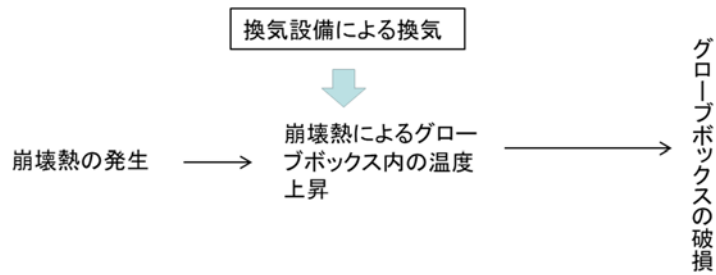 換気設備による換気
崩壊熱の発生
崩壊熱によるグロー
ブボックス内の温度
上昇
グローブボックスの破損